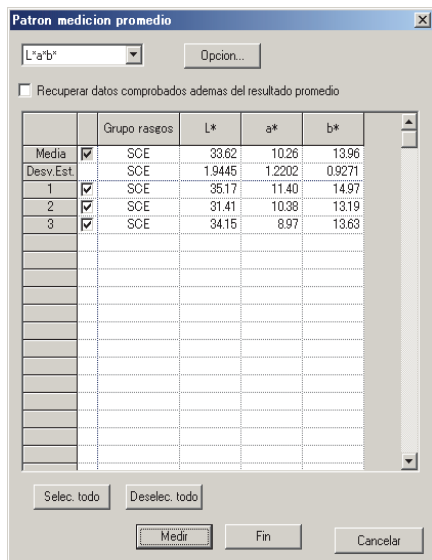 Patron medicion promedio
L*a*b* Opcion...
Recuperar datos comprobados ademas del resultado promedio
Grupo rasgos L* a* b*
Media SCE 33.62 10.26 13.96
Desv.Est. SCE 1.9445 1.2202 0.9271
1 SCE 35.17 11.40 14.97
2 SCE 31.41 10.38 13.19
3 SCE 34.15 8.97 13.63
Selec. todo Deselec. todo
Medir Fin Cancelar